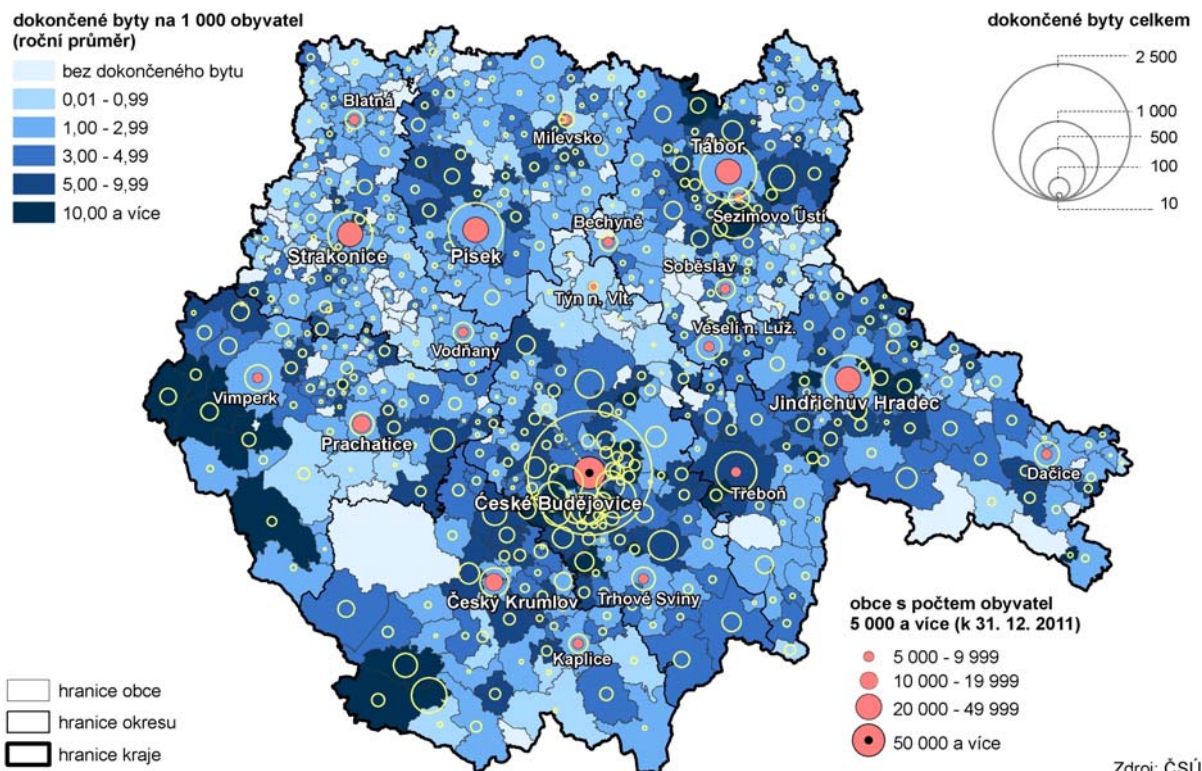 dokončené byty na 1 000 obyvatel
(roční průměr)
bez dokončeného bytu
0,01 - 0,99
1,00 - 2,99
3,00 - 4,99
5,00 - 9,99
10,00 a více
dokončené byty celkem
2 500
1 000
500
100
10
Blatná
Milevsko
Tábor
Sezimovo Ústí
Bechyně
Strakonice
Písek
Soběslav
Týn n. Vlt.
Vodňany
Veselí n. Luž.
Vimperk
Jindřichův Hradec
Prachatice
Dačice
České Budějovice
Třeboň
Český Krumlov
Trhové Sviny
Kaplice
obce s počtem obyvatel
5 000 a více (k 31. 12. 2011)
5 000 - 9 999
10 000 - 19 999
20 000 - 49 999
50 000 a více
hranice obce
hranice okresu
hranice kraje
Zdroj: ČSÚ